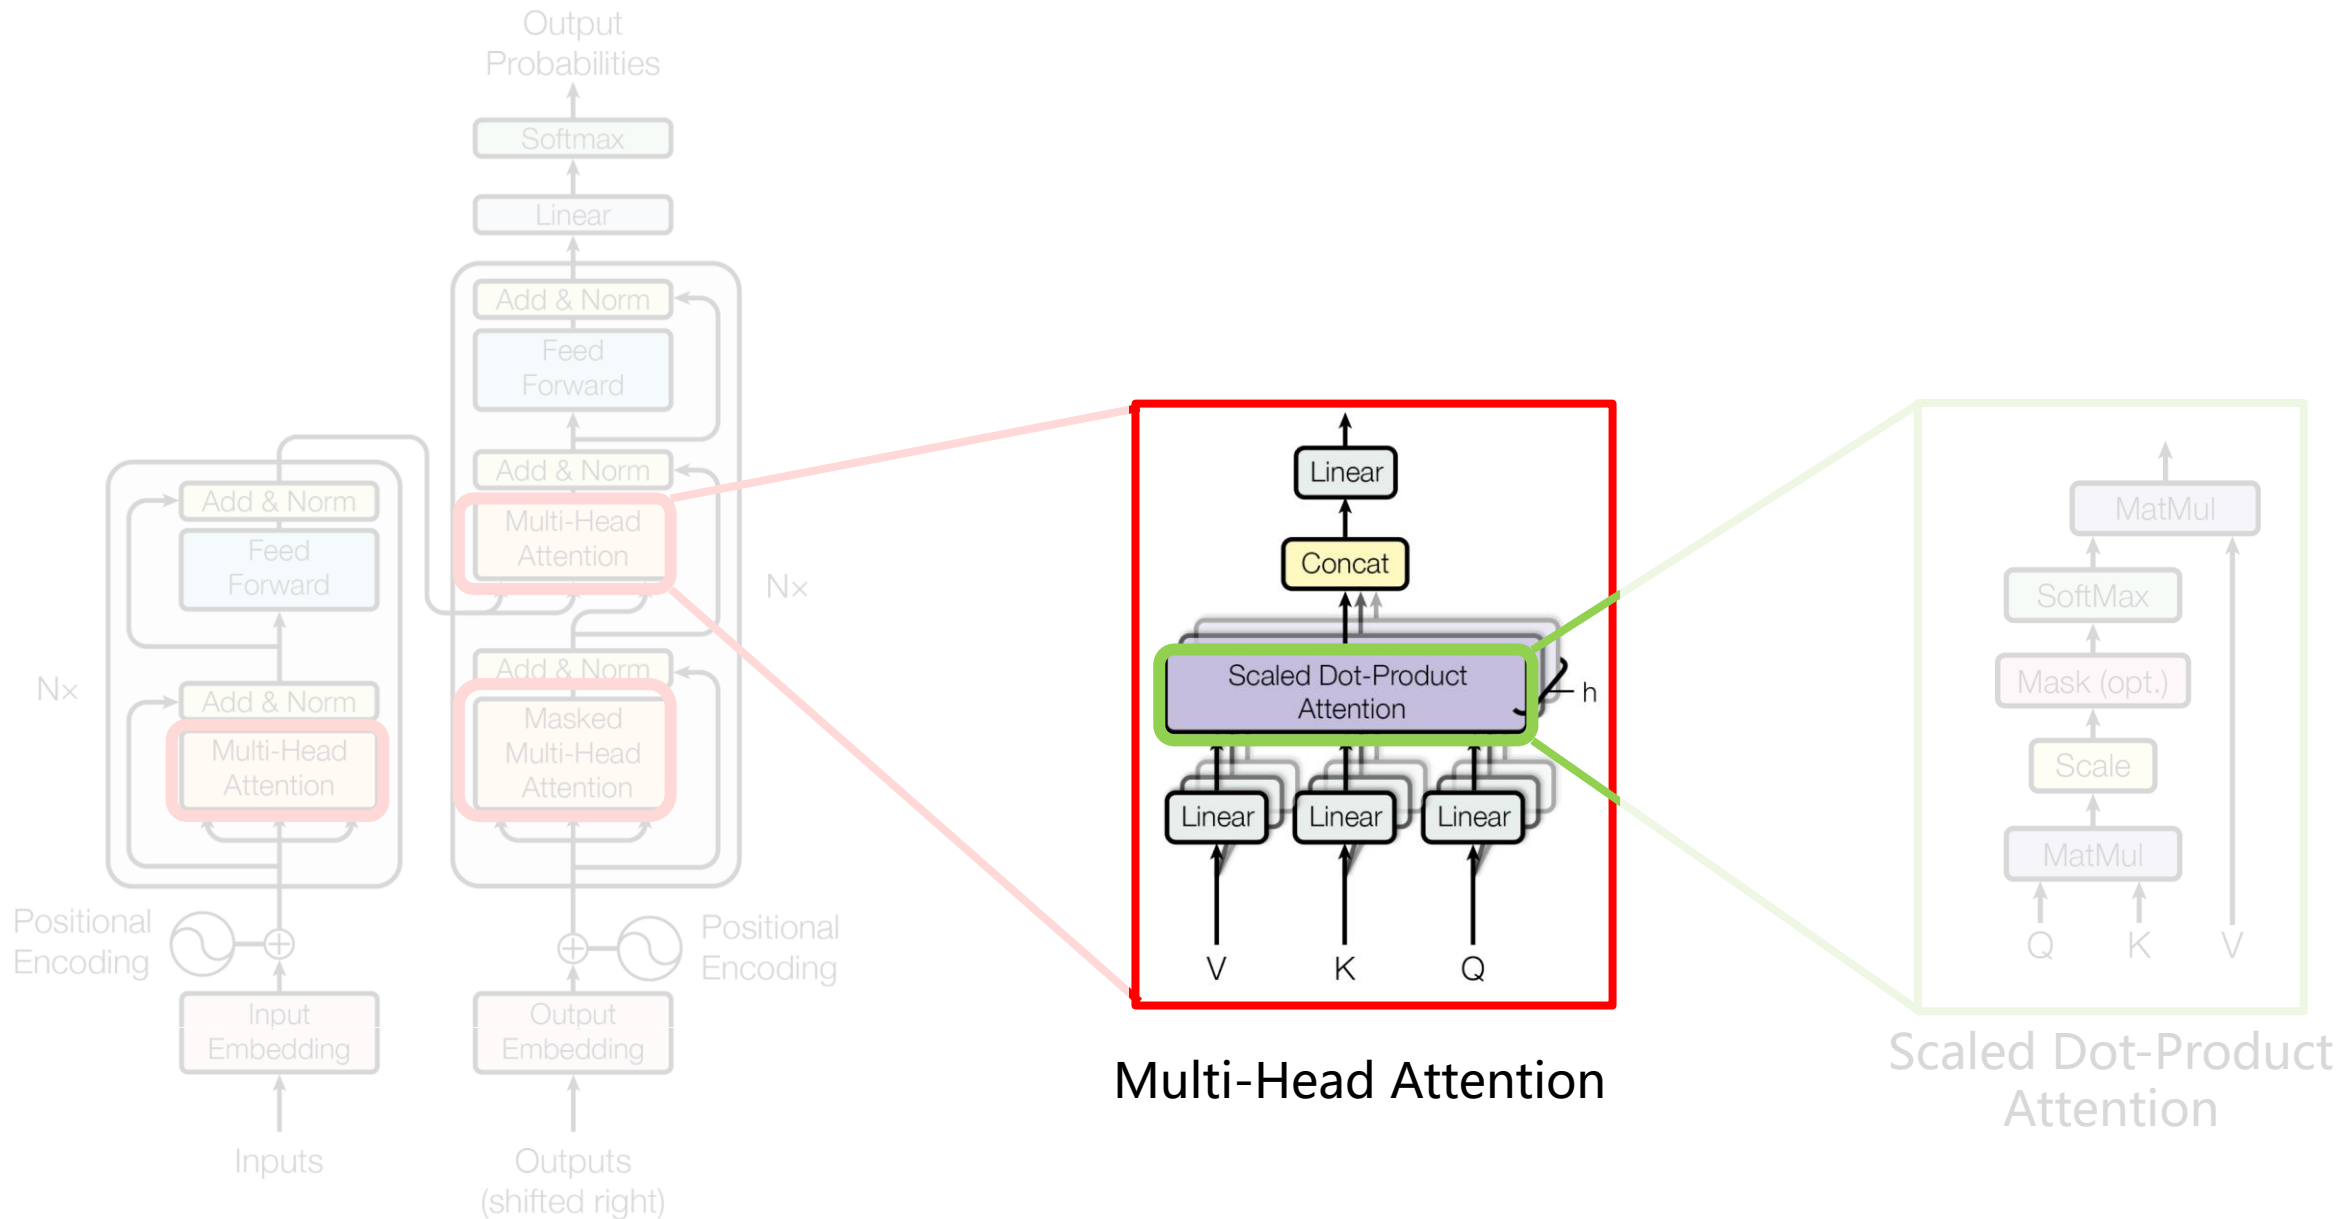 Output
Probabilities
Softmax
Linear
Add & Norm
Feed
Forward
Add & Norm
Multi-Head
Attention
Nx
Add & Norm
Masked
Multi-Head
Attention
Positional
Encoding
Output
Embedding
Outputs
(shifted right)
Add & Norm
Feed
Forward
Nx
Add & Norm
Multi-Head
Attention
Positional
Encoding
Input
Embedding
Inputs
Linear
Concat
Scaled Dot-Product
Attention
h
Linear Linear Linear
V K Q
Multi-Head Attention
MatMul
SoftMax
Mask (opt.)
Scale
MatMul
Q K V
Scaled Dot-Product
Attention